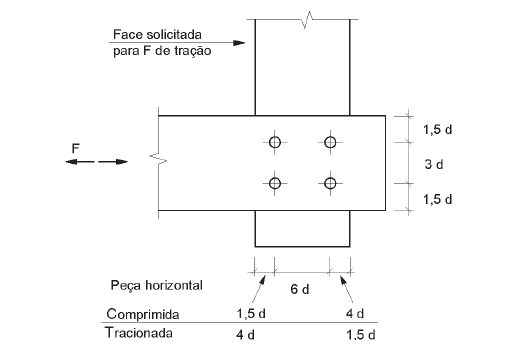 Face solicitada
para F de tração
F
1,5 d
3 d
1,5 d
Peça horizontal
6 d
Comprimida 1,5 d 4 d
Tracionada 4 d 1,5 d